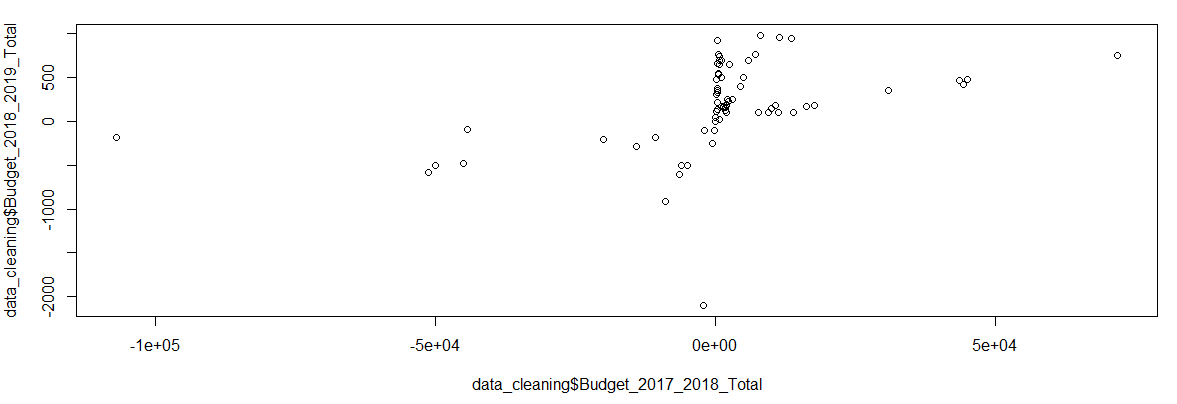 data_cleaning$Budget_2018_2019_Total
500
0
-1000
-2000
-1e+05
-5e+04
0e+00
5e+04
data_cleaning$Budget_2017_2018_Total